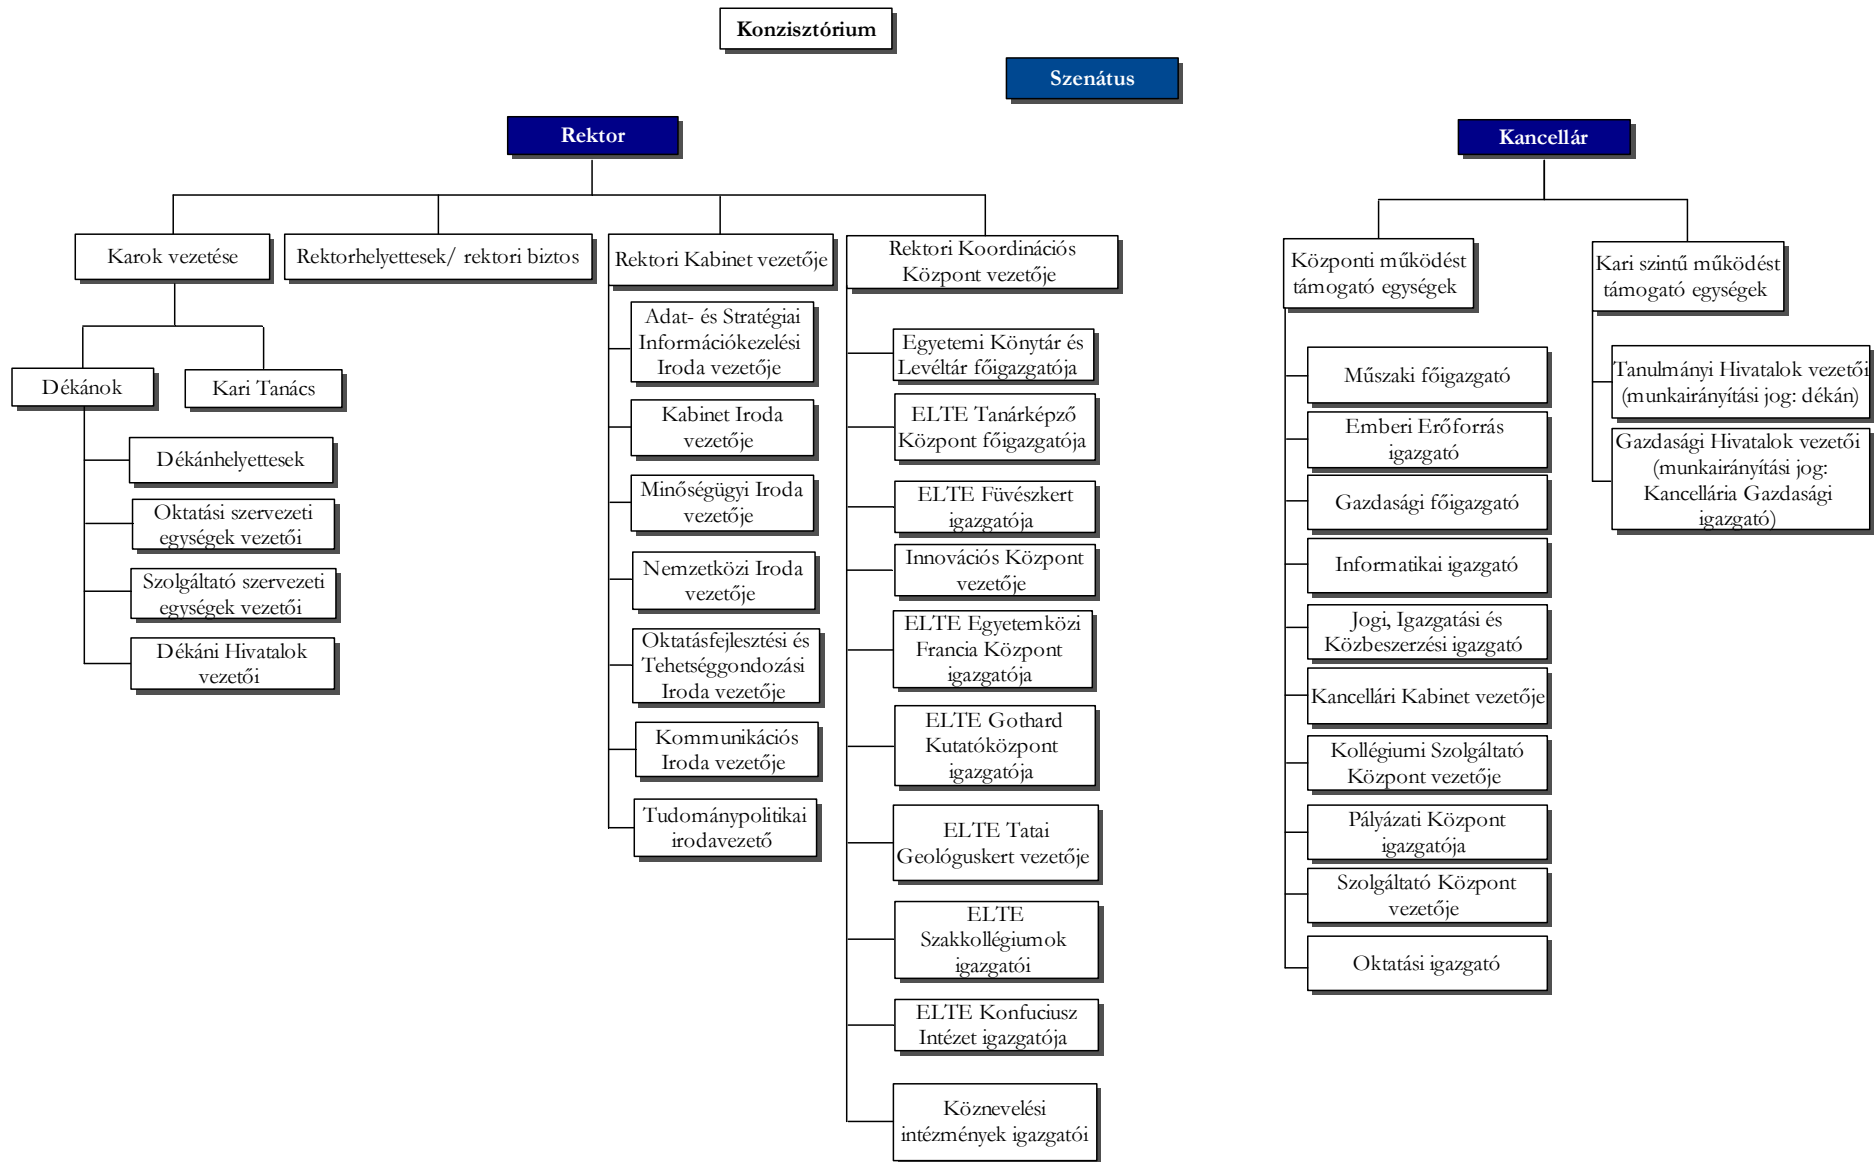 Konzisztórium
Szenátus
Rektor
Kancellár
Karok vezetése
Rektorhelyettesek/ rektori biztos
Rektori Kabinet vezetője
Rektori Koordinációs
Központ vezetője
Központi működést
támogató egységek
Kari szintű működést
támogató egységek
Dékánok
Kari Tanács
Dékánhelyettesek
Oktatási szervezeti
egységek vezetői
Szolgáltató szervezeti
egységek vezetői
Dékáni Hivatalok
vezetői
Adat- és Stratégiai
Információkezelési
Iroda vezetője
Kabinet Iroda
vezetője
Minőségügyi Iroda
vezetője
Nemzetközi Iroda
vezetője
Oktatásfejlesztési és
Tehetséggondozási
Iroda vezetője
Kommunikációs
Iroda vezetője
Tudománypolitikai
irodavezető
Egyetemi Könytár és
Levéltár főigazgatója
ELTE Tanárképző
Központ főigazgatója
ELTE Füvészkert
igazgatója
Innovációs Központ
vezetője
ELTE Egyetemközi
Francia Központ
igazgatója
ELTE Gothard
Kutatóközpont
igazgatója
ELTE Tatai
Geológuskert vezetője
ELTE
Szakkollégiumok
igazgatói
ELTE Konfuciusz
Intézet igazgatója
Köznevelési
intézmények igazgatói
Műszaki főigazgató
Emberi Erőforrás
igazgató
Gazdasági főigazgató
Informatikai igazgató
Jogi, Igazgatási és
Közbeszerzési igazgató
Kancellári Kabinet vezetője
Kollégiumi Szolgáltató
Központ vezetője
Pályázati Központ
igazgatója
Szolgáltató Központ
vezetője
Oktatási igazgató
Tanulmányi Hivatalok vezetői
(munkairányítási jog: dékán)
Gazdasági Hivatalok vezetői
(munkairányítási jog:
Kancellária Gazdasági
igazgató)